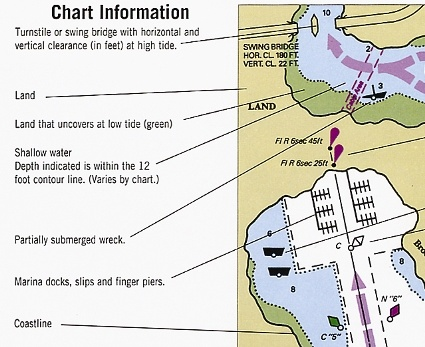 Chart Information
Turnstile or swing bridge with horizontal and
vertical clearance (in feet) at high tide.
Land
Land that uncovers at low tide (green)
Shallow water
Depth indicated is within the 12
foot contour line. (Varies by chart.)
Partially submerged wreck.
Marina docks, slips and finger piers.
Coastline
10
SWING BRIDGE
HOR. CL. 180 FT.
VERT. CL. 22 FT.
2
3
LAND
Fl R 6sec 45ft
Fl R 6sec 25ft
6
C
8
8
N "6"
C "5"